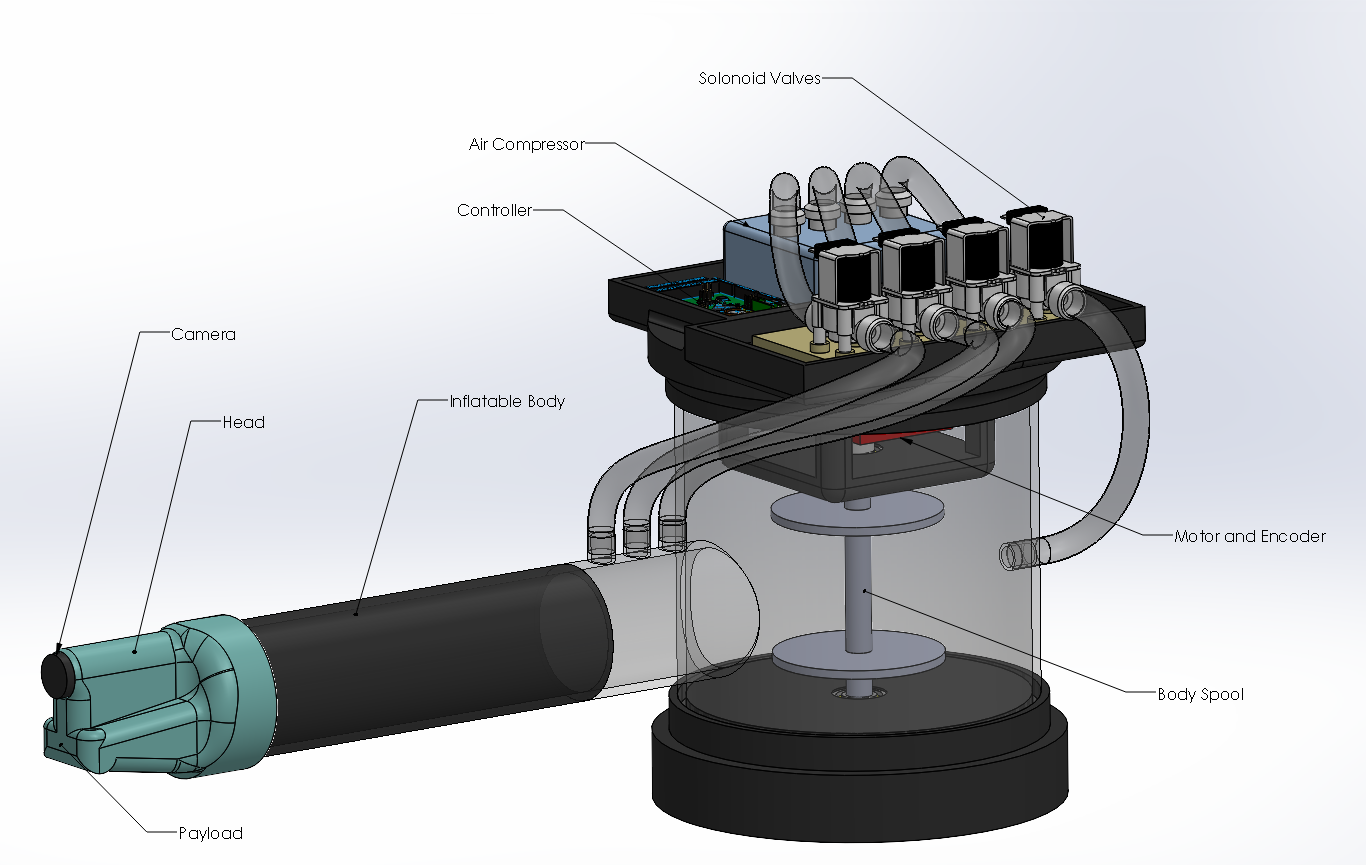 Solonoid Valves
Air Compressor
Controller
Camera
Inflatable Body
Head
Motor and Encoder
Body Spool
Payload